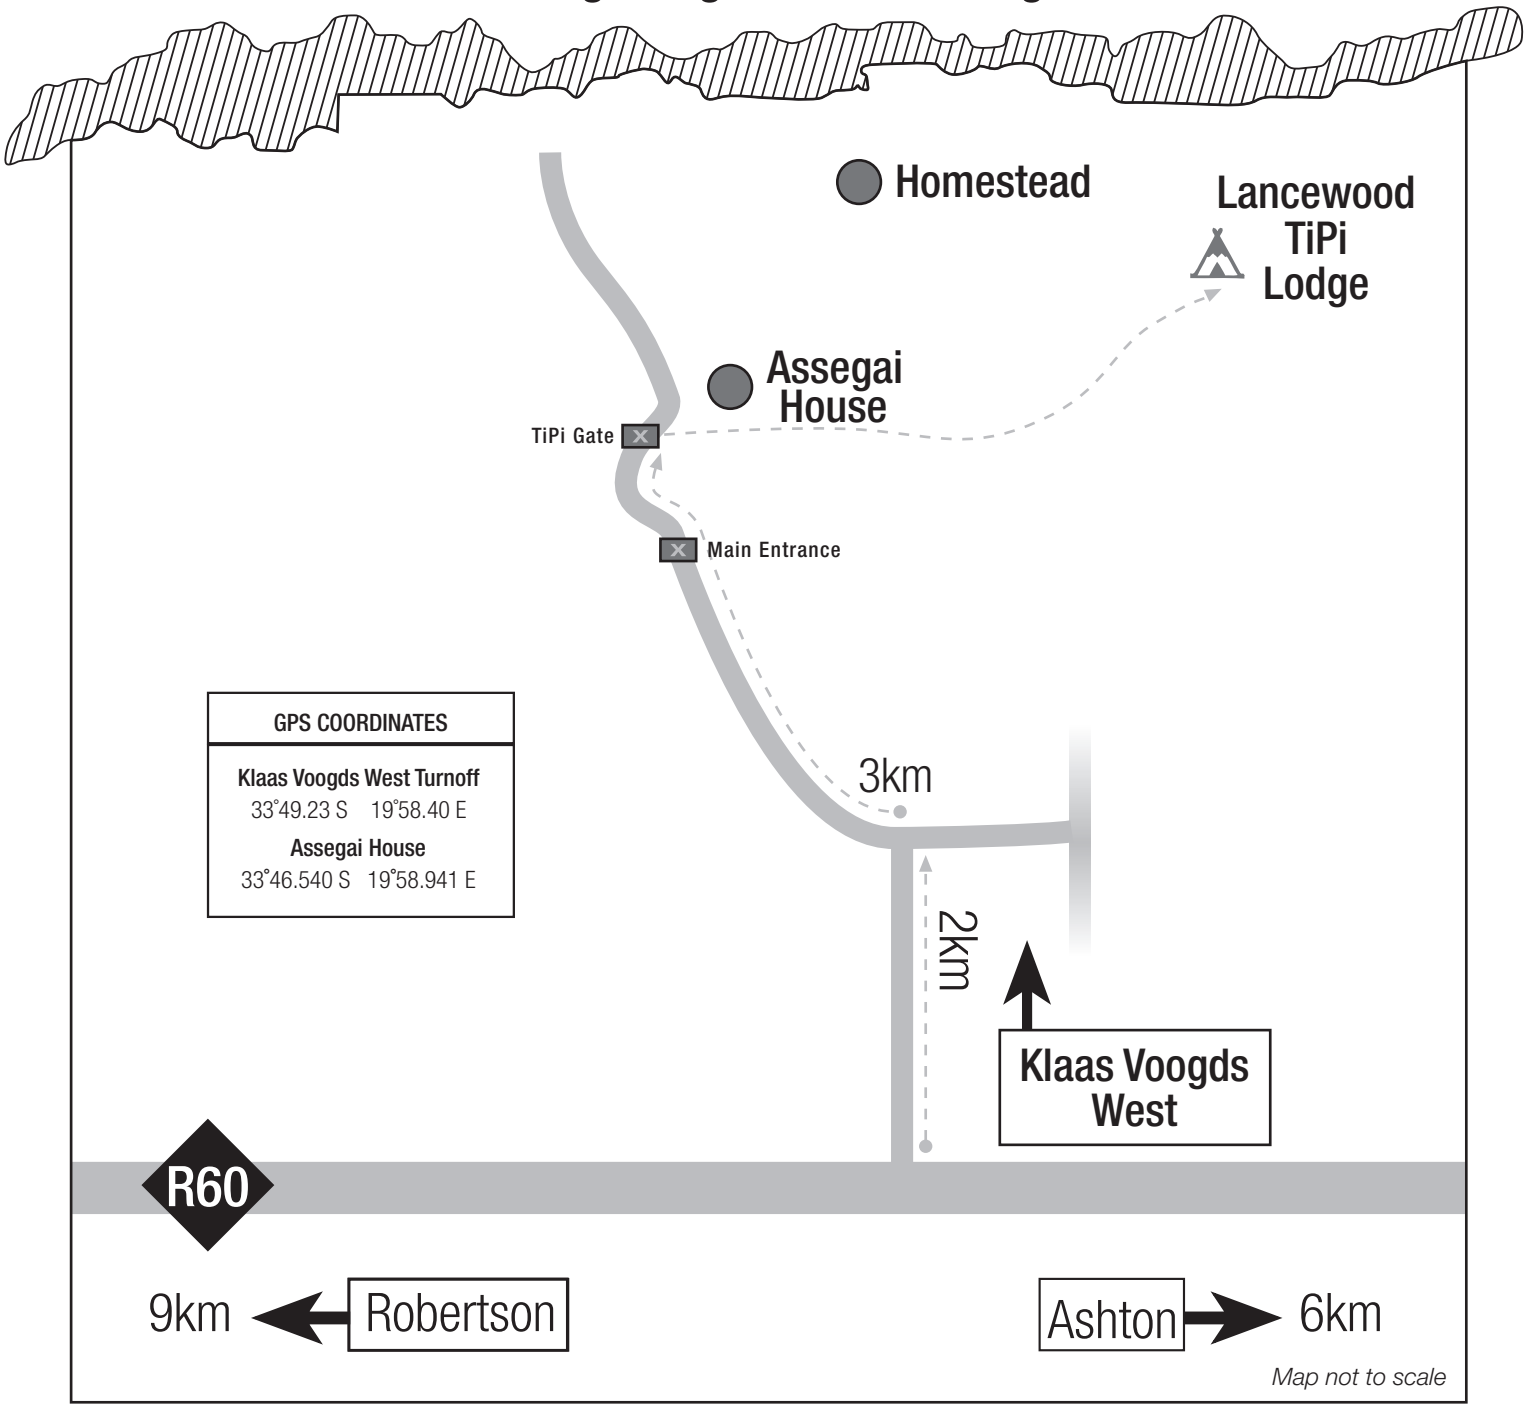 Homestead
Lancewood
TiPi
Lodge
Assegai
House
TiPi Gate
X
X
Main Entrance
GPS COORDINATES
Klaas Voogds West Turnoff
33°49.23 S 19°58.40 E
Assegai House
33°46.540 S 19°58.941 E
3km
2km
Klaas Voogds
West
R60
9km
Robertson
Ashton
6km
Map not to scale